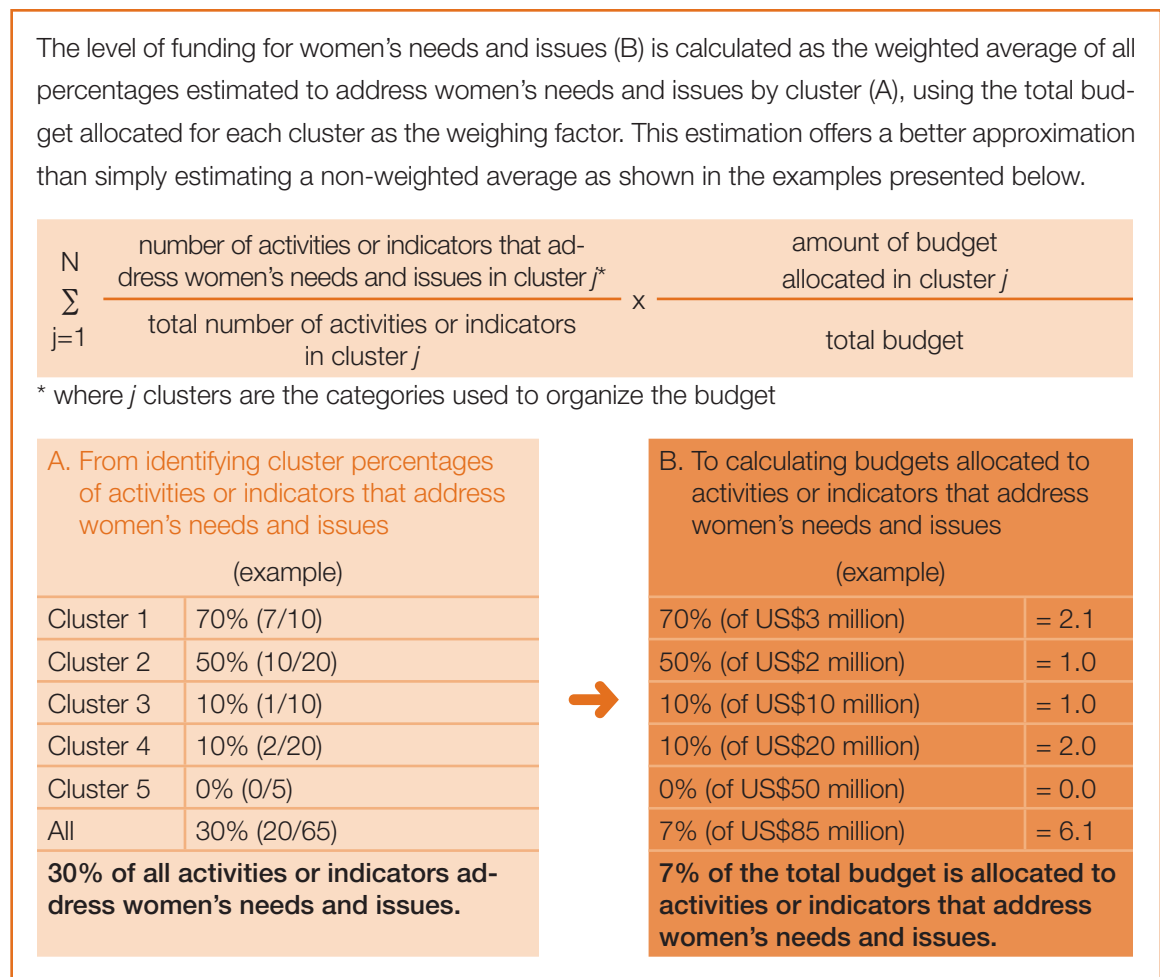 The level of funding for women's needs and issues (B) is calculated as the weighted average of all
percentages estimated to address women's needs and issues by cluster (A), using the total bud-
get allocated for each cluster as the weighing factor. This estimation offers a better approximation
than simply estimating a non-weighted average as shown in the examples presented below.
N
Σ
j=1
number of activities or indicators that ad-
dress women's needs and issues in cluster j*
total number of activities or indicators
in cluster j
x
amount of budget
allocated in cluster j
total budget
* where j clusters are the categories used to organize the budget
A. From identifying cluster percentages
of activities or indicators that address
women's needs and issues
(example)
Cluster 1 70% (7/10)
Cluster 2 50% (10/20)
Cluster 3 10% (1/10)
Cluster 4 10% (2/20)
Cluster 5 0% (0/5)
All 30% (20/65)
30% of all activities or indicators ad-
dress women's needs and issues.
B. To calculating budgets allocated to
activities or indicators that address
women's needs and issues
(example)
70% (of US$3 million) = 2.1
50% (of US$2 million) = 1.0
10% (of US$10 million) = 1.0
10% (of US$20 million) = 2.0
0% (of US$50 million) = 0.0
7% (of US$85 million) = 6.1
7% of the total budget is allocated to
activities or indicators that address
women's needs and issues.